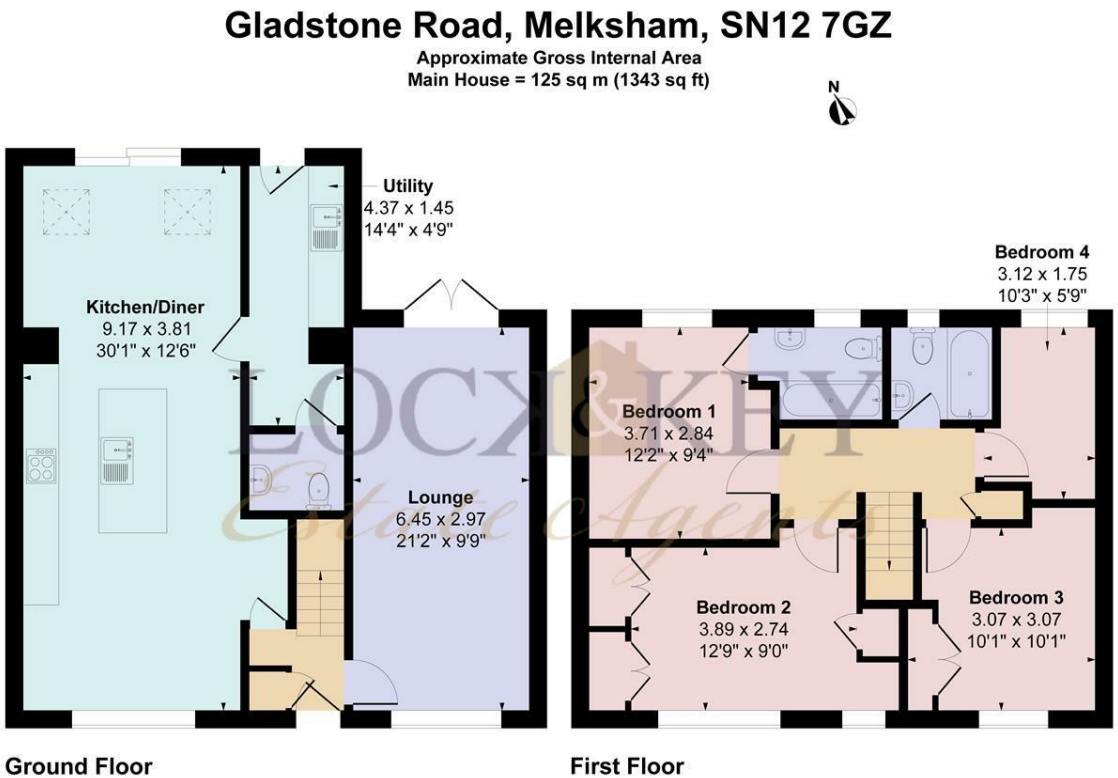 Gladstone Road, Melksham, SN12 7GZ
Approximate Gross Internal Area
Main House = 125 sq m (1343 sq ft)
N
Utility
4.37 x 1.45
14'4" x 4'9"
Kitchen/Diner
9.17 x 3.81
30'1" x 12'6"
Lounge
6.45 x 2.97
21'2" x 9'9"
Bedroom 4
3.12 x 1.75
10'3" x 5'9"
Bedroom 1
3.71 x 2.84
12'2" x 9'4"
Bedroom 2
3.89 x 2.74
12'9" x 9'0"
Bedroom 3
3.07 x 3.07
10'1" x 10'1"
LOCK & KEY
Estate Agents
Ground Floor
First Floor